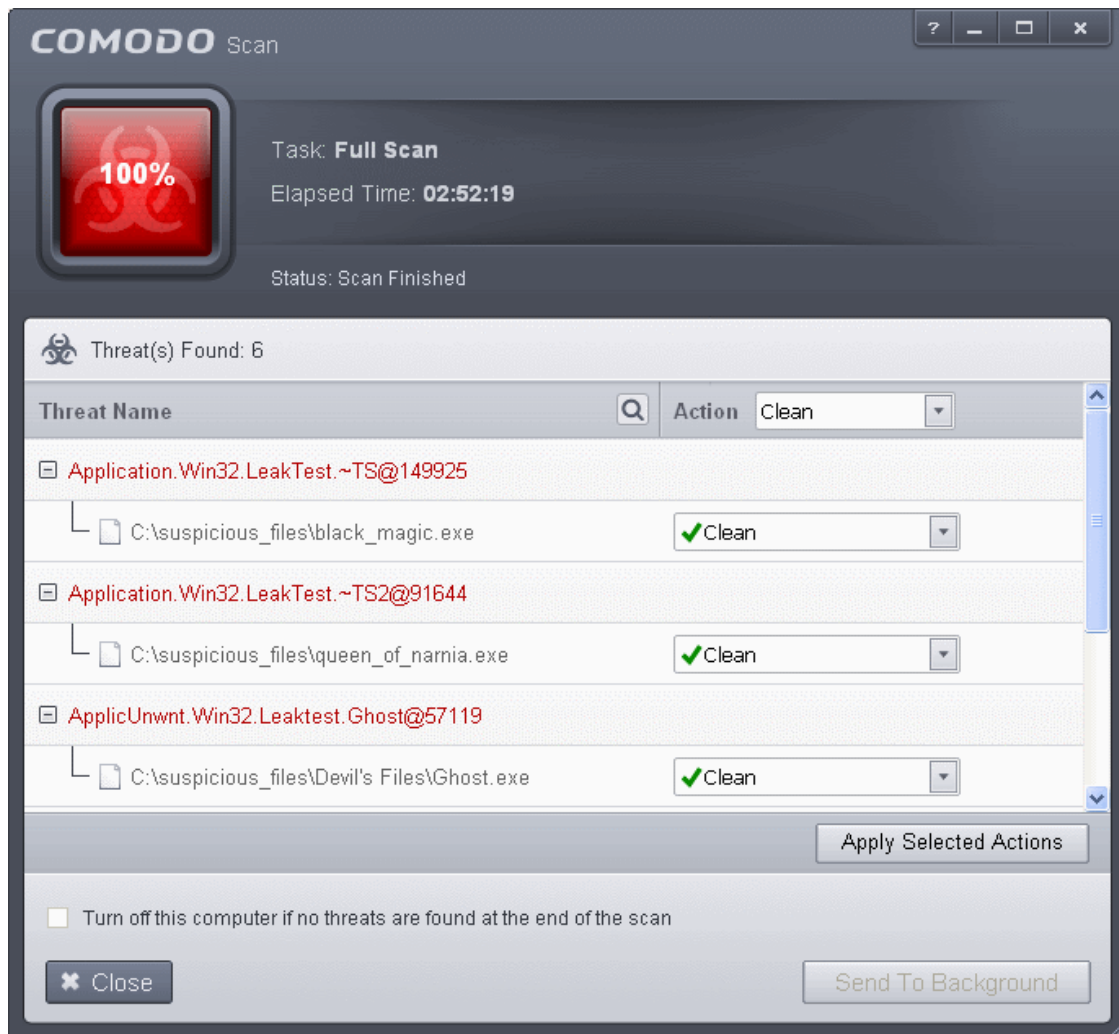 COMODO Scan
?
100%
Task: Full Scan
Elapsed Time: 02:52:19
Status: Scan Finished
Threat(s) Found: 6
Threat Name Action Clean
Application.Win32.LeakTest.~TS@149925
C:\suspicious_files\black_magic.exe Clean
Application.Win32.LeakTest.~TS2@91644
C:\suspicious_files\queen_of_narnia.exe Clean
ApplicUnwnt.Win32.Leaktest.Ghost@57119
C:\suspicious_files\Devil's Files\Ghost.exe Clean
Apply Selected Actions
Turn off this computer if no threats are found at the end of the scan
Close Send To Background